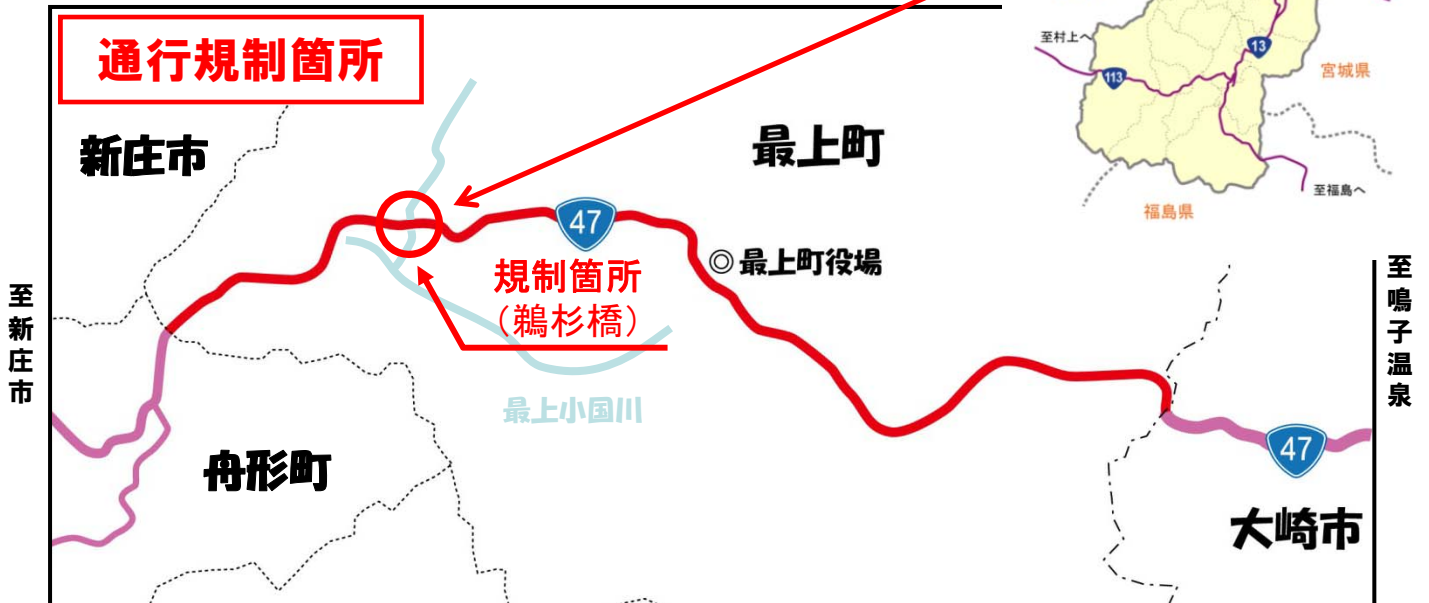 通行規制箇所
至村上へ
13
113
宮城県
至福島へ
福島県
新庄市
最上町
47
◎最上町役場
規制箇所
（鵜杉橋）
至新庄市
至鳴子温泉
最上小国川
舟形町
47
大崎市